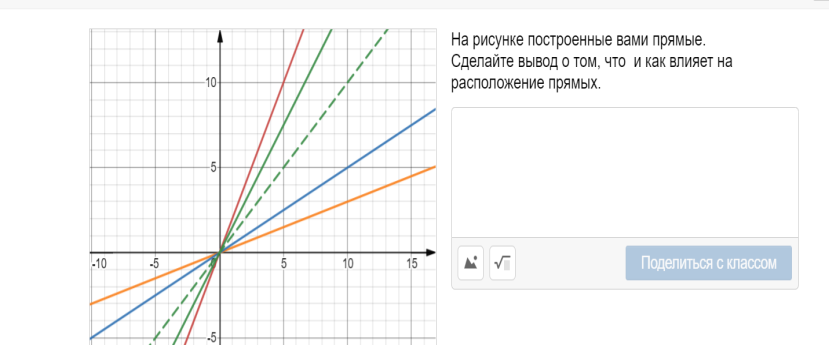 На рисунке построенные вами прямые.
Сделайте вывод о том, что и как влияет на
расположение прямых.
10
5
-10
-5
5
10
15
-5
Поделиться с классом